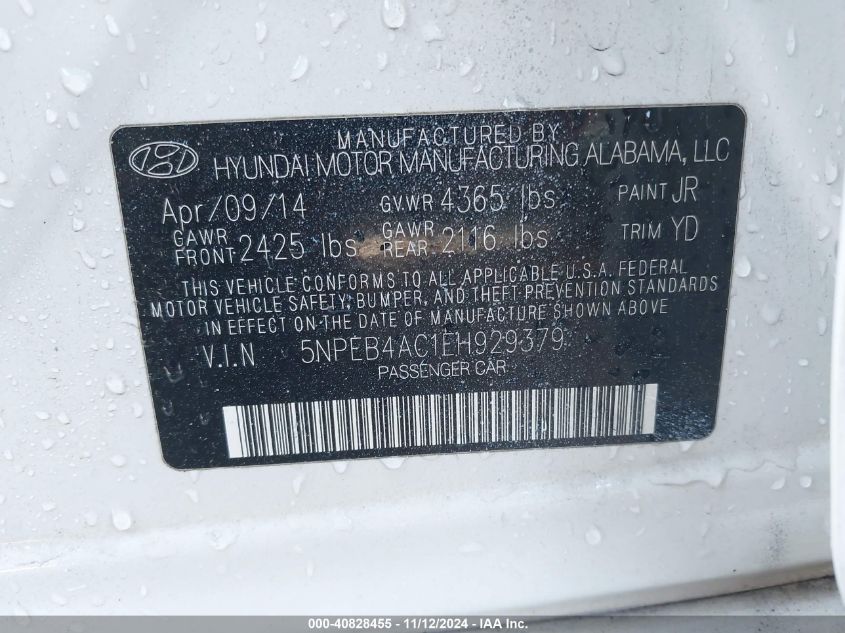 MANUFACTURED BY
HYUNDAI MOTOR MANUFACTURING ALABAMA, LLC
Apr/09/14 GVWR 4365 lbs PAINT JR
GAWR FRONT 2425 lbs GAWR REAR 2116 lbs TRIM YD
THIS VEHICLE CONFORMS TO ALL APPLICABLE U.S.A. FEDERAL
MOTOR VEHICLE SAFETY, BUMPER, AND THEFT PREVENTION STANDARDS
IN EFFECT ON THE DATE OF MANUFACTURE SHOWN ABOVE
V.I.N 5NPEB4AC1EH929379
PASSENGER CAR
000-40828455 - 11/12/2024 - IAA Inc.